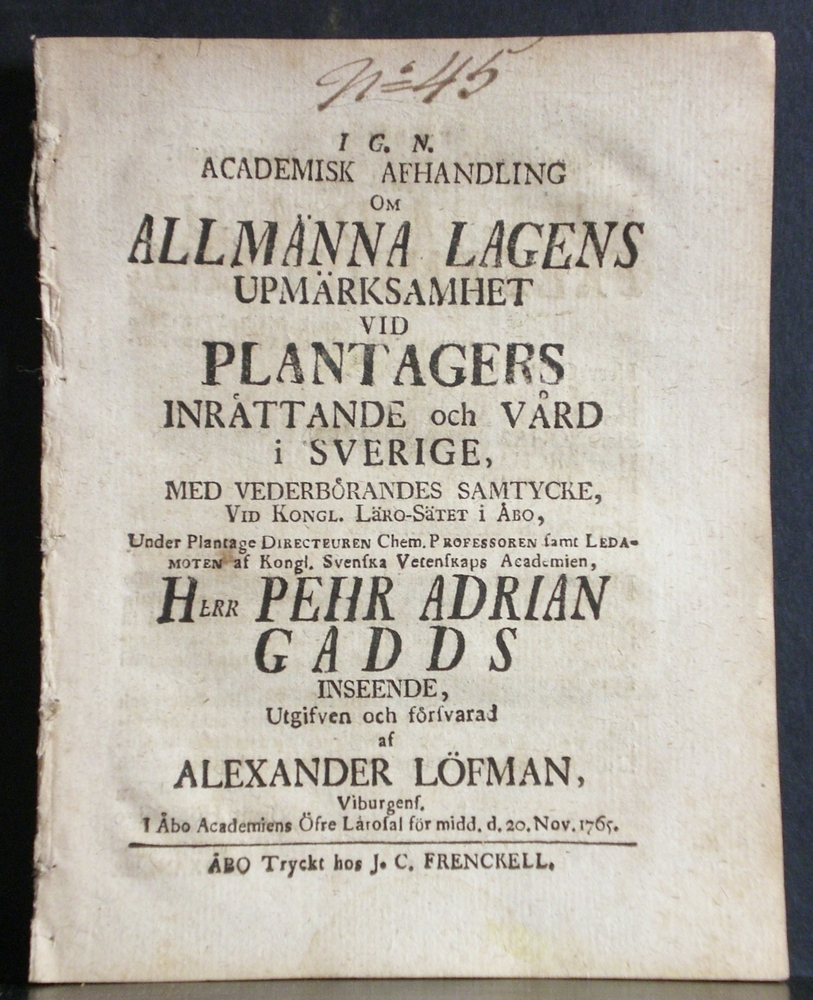 No 45
I G. N.
ACADEMISK AFHANDLING
OM
ALLMÄNNA LAGENS
UPMÄRKSAMHET
VID
PLANTAGERS
INRÅTTANDE och VÅRD
i SVERIGE,
MED VEDERBÖRANDES SAMTYCKE,
VID KONGL. LÄRO-SÄTET i ÅBO,
Under Plantage DIRECTEUREN Chem. PROFESSOREN ſamt LEDA-
MOTEN af Kongl. Svenſka Vetenſkaps Academien,
HERR PEHR ADRIAN
GADDS
INSEENDE,
Utgifven och förſvarad
af
ALEXANDER LÖFMAN,
Viburgenſ.
I Åbo Academiens Öfre Låroſal för midd. d. 20. Nov. 1765.
ÅBO Tryckt hos J. C. FRENCKELL.